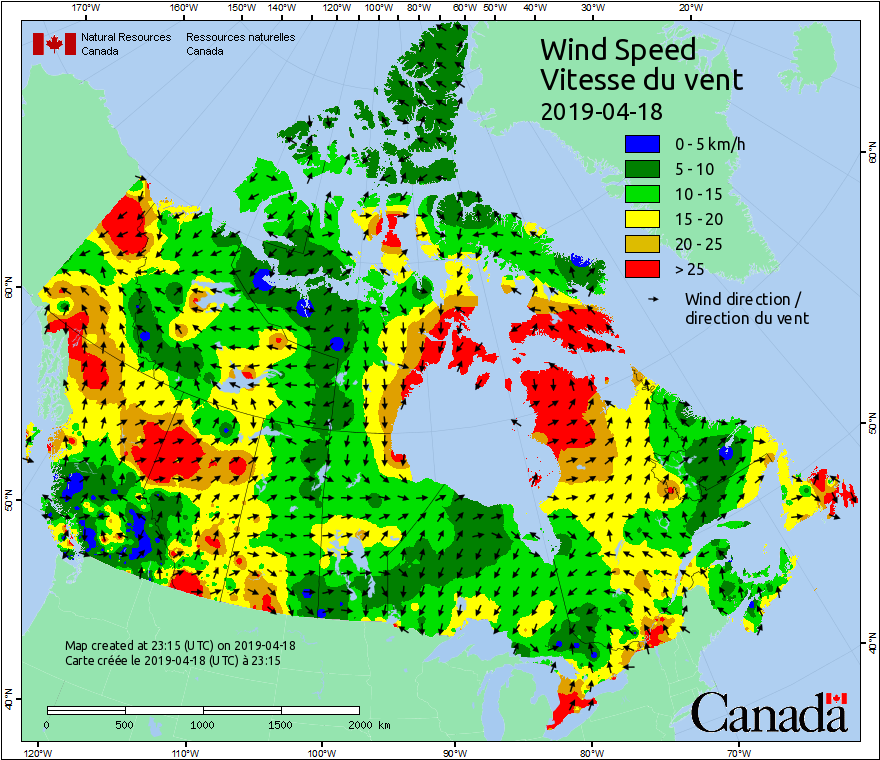 170°W 160°W 150°W 140°W 130°W 120°W 110°W 100°W 90°W 80°W 70°W 60°W 50°W 40°W 30°W 20°W
Natural Resources Ressources naturelles
Canada Canada
Wind Speed
Vitesse du vent
2019-04-18
0 - 5 km/h
5 - 10
10 - 15
15 - 20
20 - 25
> 25
Wind direction /
direction du vent
60°N
60°N
50°N
50°N
40°N
40°N
Map created at 23:15 (UTC) on 2019-04-18
Carte créée le 2019-04-18 (UTC) à 23:15
0 500 1000 1500 2000 km
Canada
120°W 110°W 100°W 90°W 80°W 70°W